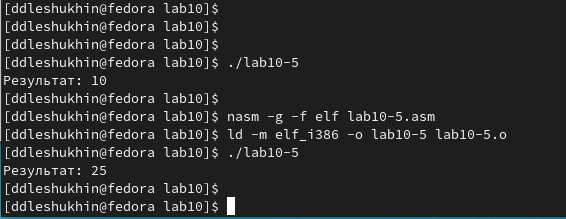 [ddleshukhin@fedora lab10]$
[ddleshukhin@fedora lab10]$
[ddleshukhin@fedora lab10]$
[ddleshukhin@fedora lab10]$ ./lab10-5
Результат: 10
[ddleshukhin@fedora lab10]$
[ddleshukhin@fedora lab10]$ nasm -g -f elf lab10-5.asm
[ddleshukhin@fedora lab10]$ ld -m elf_i386 -o lab10-5 lab10-5.o
[ddleshukhin@fedora lab10]$ ./lab10-5
Результат: 25
[ddleshukhin@fedora lab10]$
[ddleshukhin@fedora lab10]$